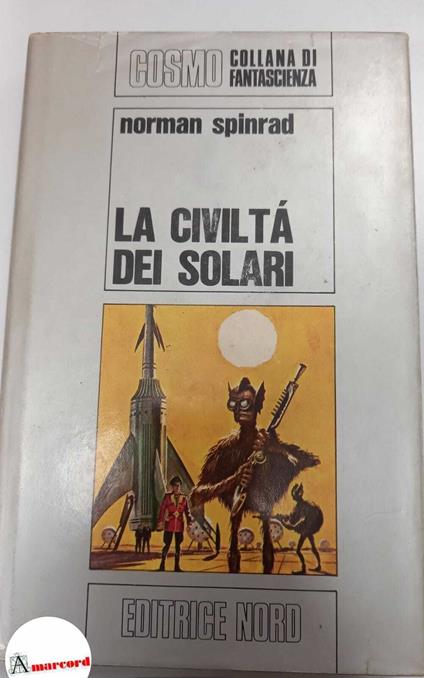 COSMO
COLLANA DI
FANTASCIENZA
norman spinrad
LA CIVILTÁ
DEI SOLARI
EDITRICE NORD
Amarcord